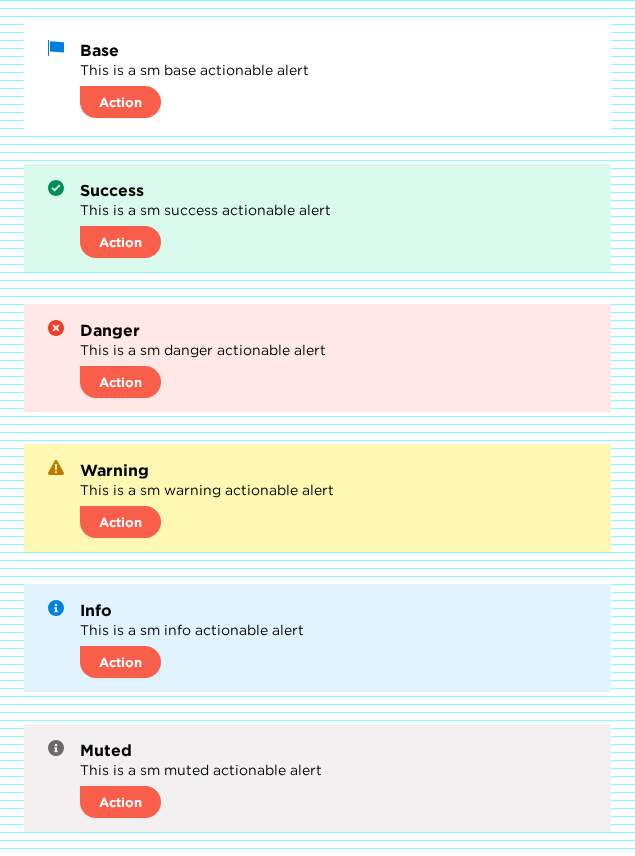 Base
This is a sm base actionable alert
Action
Success
This is a sm success actionable alert
Action
Danger
This is a sm danger actionable alert
Action
Warning
This is a sm warning actionable alert
Action
Info
This is a sm info actionable alert
Action
Muted
This is a sm muted actionable alert
Action